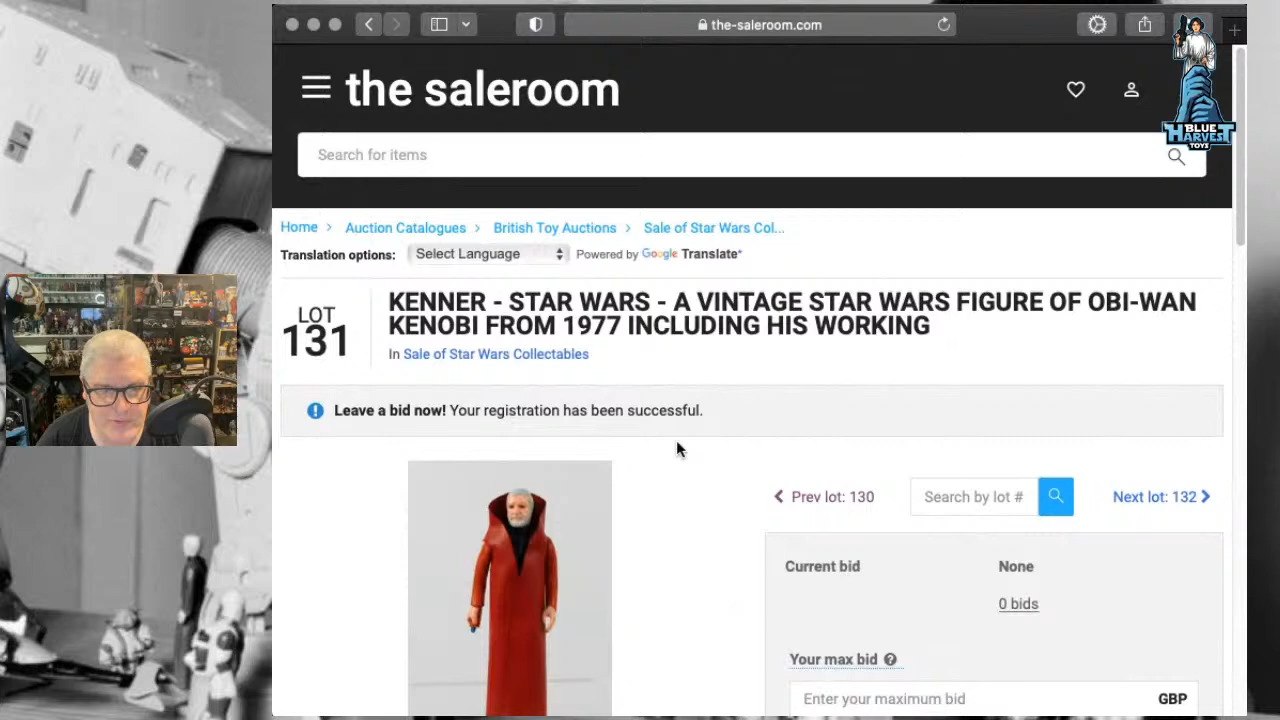 the-saleroom.com
the saleroom
BLUE
HARVEST
TOYS
Search for items
Home > Auction Catalogues > British Toy Auctions > Sale of Star Wars Col...
Translation options: Select Language Powered by Google Translate*
LOT
131
KENNER - STAR WARS - A VINTAGE STAR WARS FIGURE OF OBI-WAN
KENOBI FROM 1977 INCLUDING HIS WORKING
In Sale of Star Wars Collectables
Leave a bid now! Your registration has been successful.
Prev lot: 130 Search by lot # Next lot: 132
Current bid None
0 bids
Your max bid
Enter your maximum bid GBP